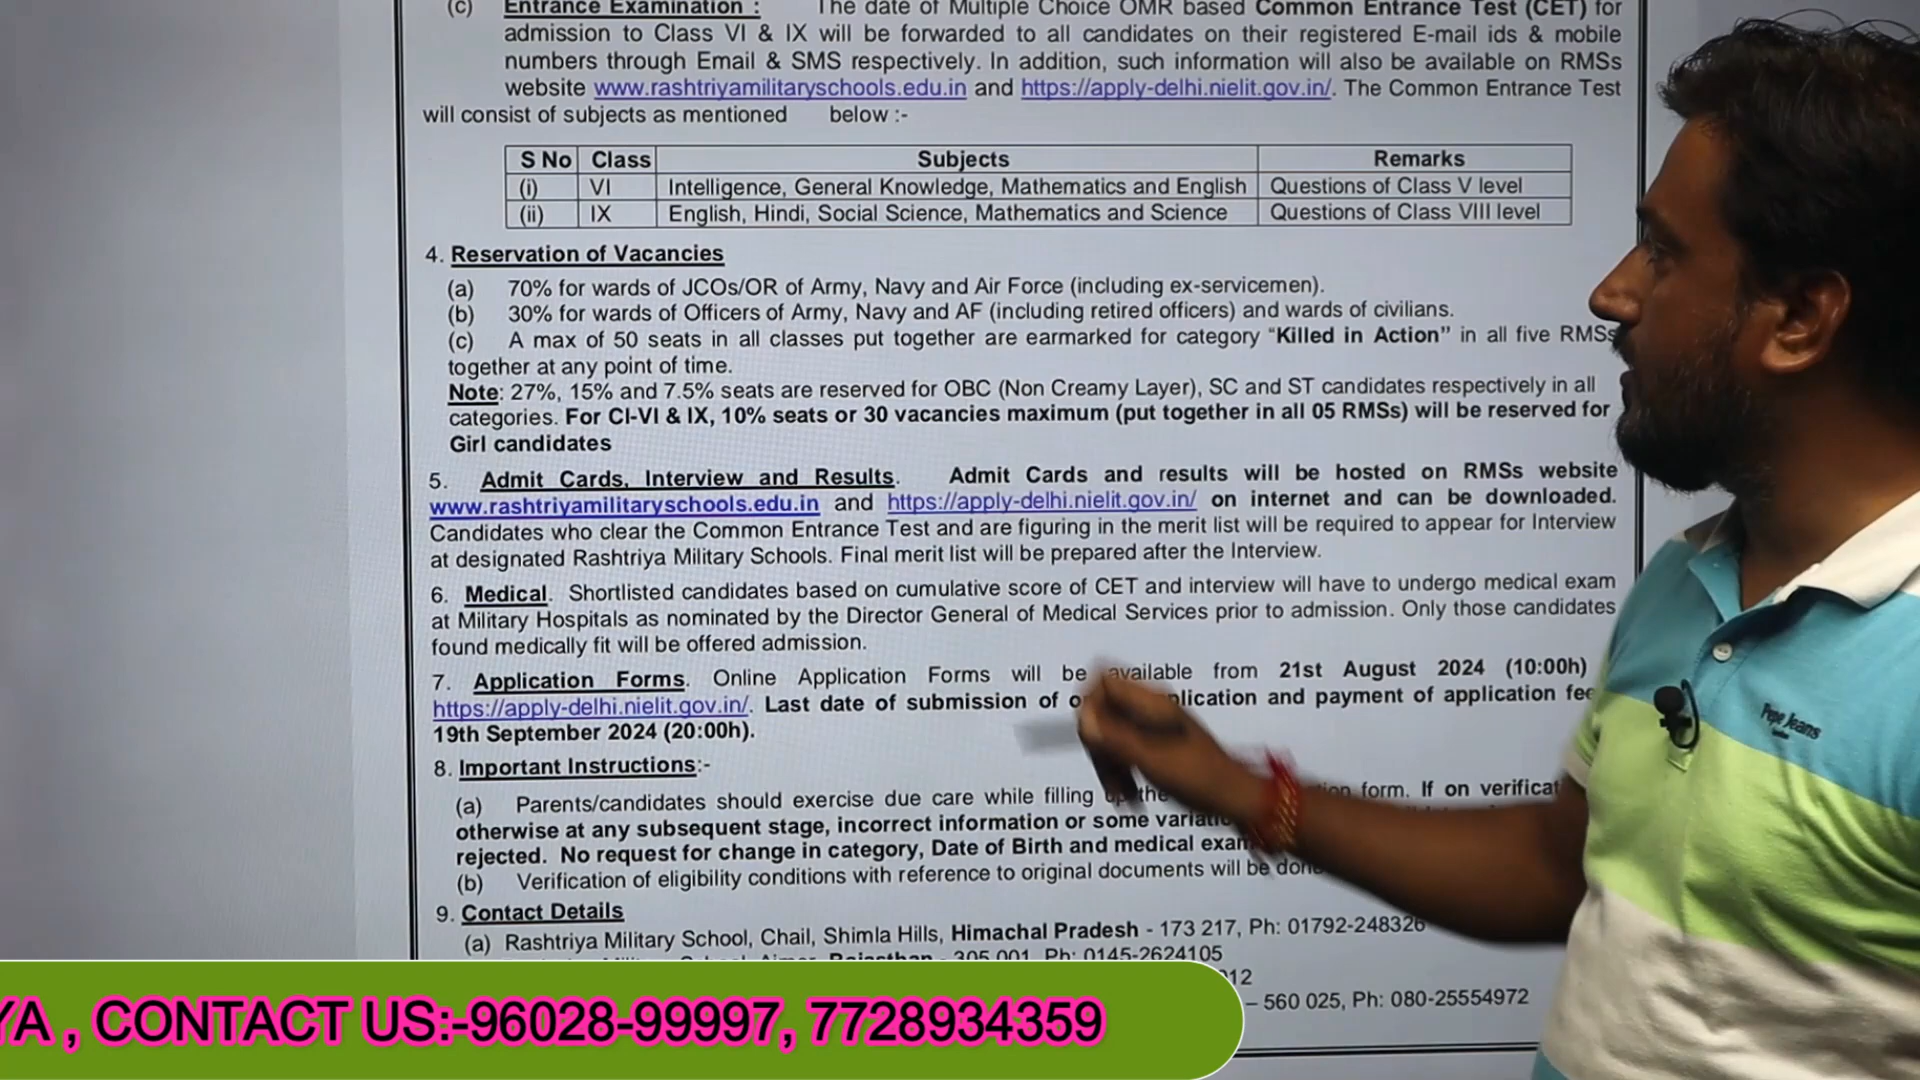 (c) Entrance Examination : The date of Multiple Choice OMR based Common Entrance Test (CET) for
admission to Class VI & IX will be forwarded to all candidates on their registered E-mail ids & mobile
numbers through Email & SMS respectively. In addition, such information will also be available on RMSs
website www.rashtriyamilitaryschools.edu.in and https://apply-delhi.nielit.gov.in/. The Common Entrance Test
will consist of subjects as mentioned below :-
S No Class Subjects Remarks
(i) VI Intelligence, General Knowledge, Mathematics and English Questions of Class V level
(ii) IX English, Hindi, Social Science, Mathematics and Science Questions of Class VIII level
4. Reservation of Vacancies
(a) 70% for wards of JCOs/OR of Army, Navy and Air Force (including ex-servicemen).
(b) 30% for wards of Officers of Army, Navy and AF (including retired officers) and wards of civilians.
(c) A max of 50 seats in all classes put together are earmarked for category “Killed in Action” in all five RMSs
together at any point of time.
Note: 27%, 15% and 7.5% seats are reserved for OBC (Non Creamy Layer), SC and ST candidates respectively in all
categories. For CI-VI & IX, 10% seats or 30 vacancies maximum (put together in all 05 RMSs) will be reserved for
Girl candidates
5. Admit Cards, Interview and Results. Admit Cards and results will be hosted on RMSs website
www.rashtriyamilitaryschools.edu.in and https://apply-delhi.nielit.gov.in/ on internet and can be downloaded.
Candidates who clear the Common Entrance Test and are figuring in the merit list will be required to appear for Interview
at designated Rashtriya Military Schools. Final merit list will be prepared after the Interview.
6. Medical. Shortlisted candidates based on cumulative score of CET and interview will have to undergo medical exam
at Military Hospitals as nominated by the Director General of Medical Services prior to admission. Only those candidates
found medically fit will be offered admission.
7. Application Forms. Online Application Forms will be available from 21st August 2024 (10:00h)
https://apply-delhi.nielit.gov.in/. Last date of submission of and payment of application fee
19th September 2024 (20:00h).
8. Important Instructions:-
(a) Parents/candidates should exercise due care while filling up the form. If on
otherwise at any subsequent stage, incorrect information or some
rejected. No request for change in category, Date of Birth and medical
(b) Verification of eligibility conditions with reference to original documents will be
9. Contact Details
(a) Rashtriya Military School, Chail, Shimla Hills, Himachal Pradesh - 173 217, Ph: 01792-248326
Rajasthan - 305 001, Ph: 0145-2624105
– 560 025, Ph: 080-25554972
Pepe Jeans
YA , CONTACT US:-96028-99997, 7728934359